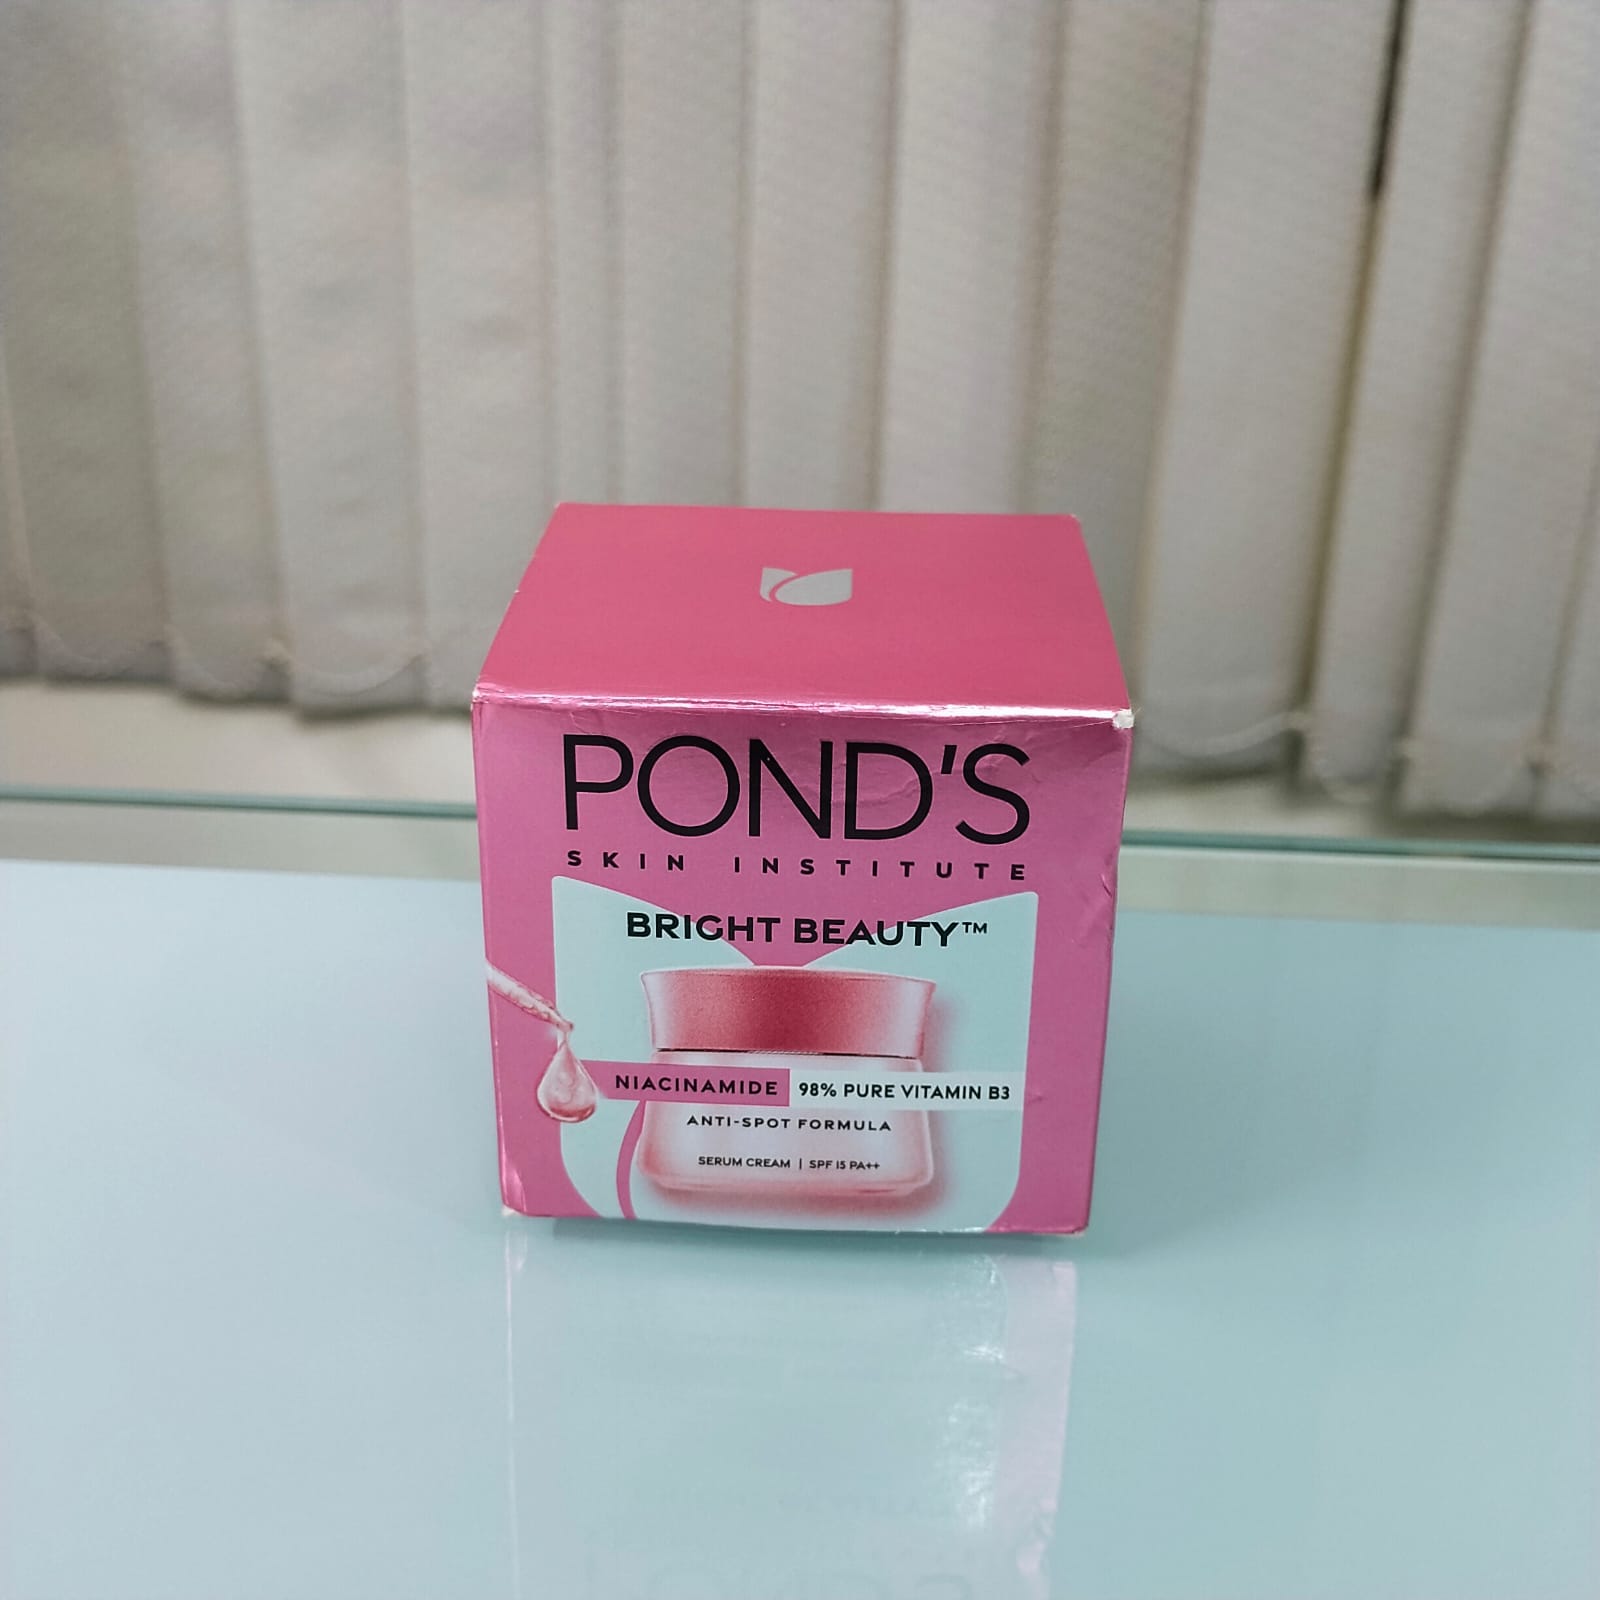 POND'S
SKIN INSTITUTE
BRIGHT BEAUTY™
NIACINAMIDE 98% PURE VITAMIN B3
ANTI-SPOT FORMULA
SERUM CREAM | SPF 15 PA++